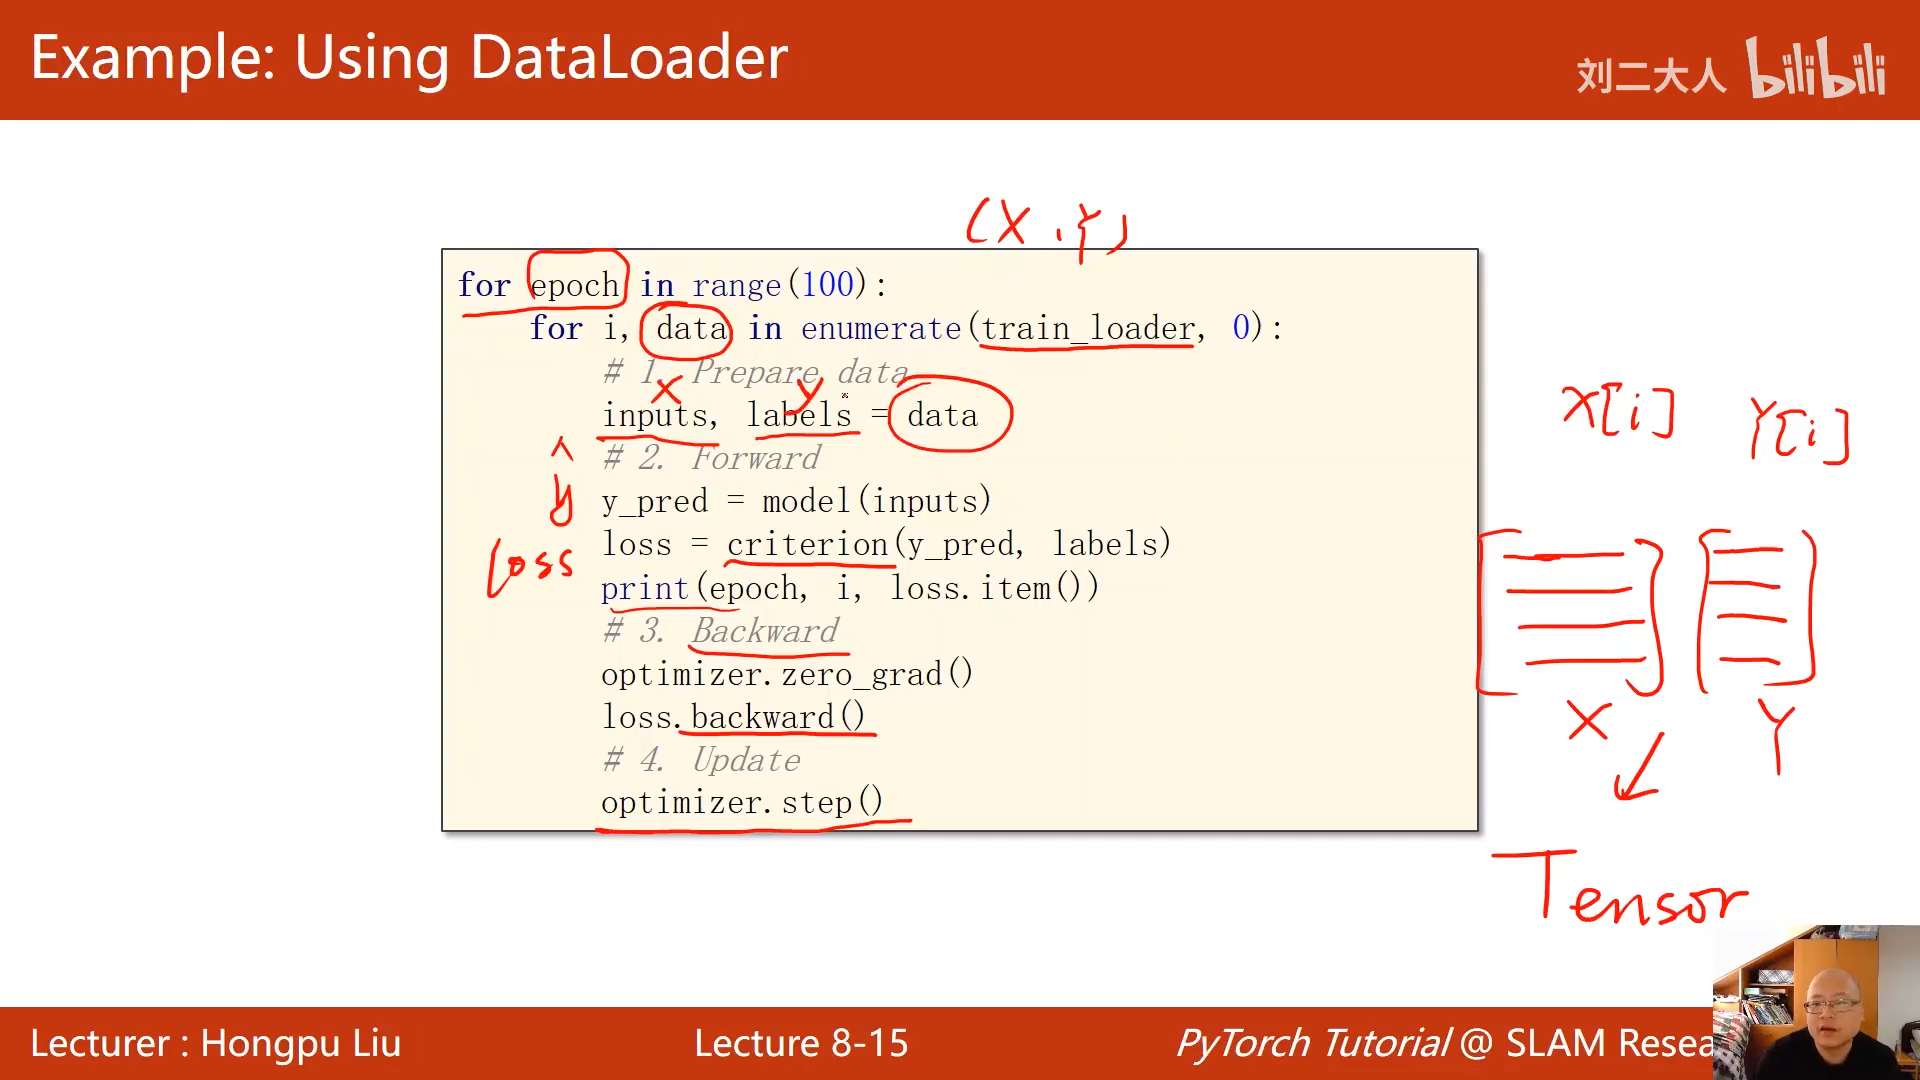 Example: Using DataLoader
刘二大人 bilibili
(X, Y)
for epoch in range(100):
for i, data in enumerate(train_loader, 0):
# 1. Prepare data
X Y
inputs, labels = data
X[i] Y[i]
# 2. Forward
ŷ
y_pred = model(inputs)
loss = criterion(y_pred, labels)
Loss
print(epoch, i, loss.item())
# 3. Backward
optimizer.zero_grad()
loss.backward()
X Y
# 4. Update
optimizer.step()
Tensor
Lecturer : Hongpu Liu
Lecture 8-15
PyTorch Tutorial @ SLAM Resea